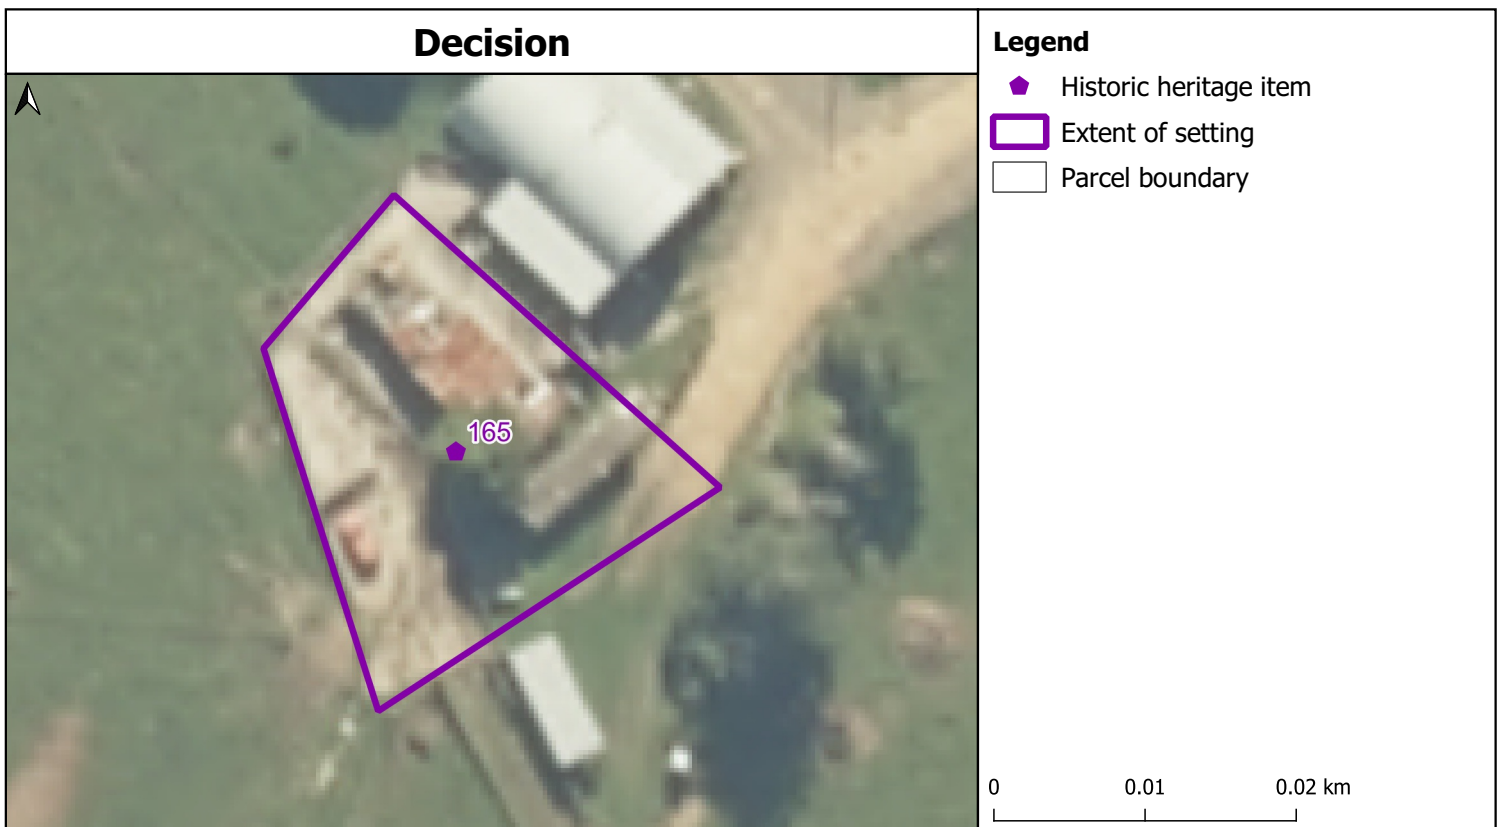 Decision
165
Legend
Historic heritage item
Extent of setting
Parcel boundary
0 0.01 0.02 km